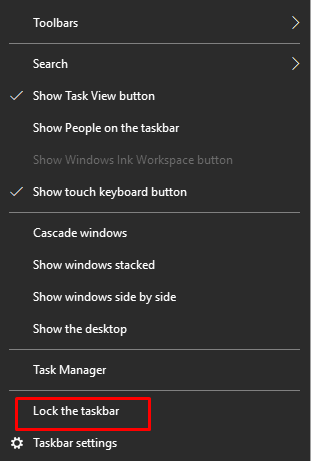 Toolbars
Search
Show Task View button
Show People on the taskbar
Show Windows Ink Workspace button
Show touch keyboard button
Cascade windows
Show windows stacked
Show windows side by side
Show the desktop
Task Manager
Lock the taskbar
Taskbar settings